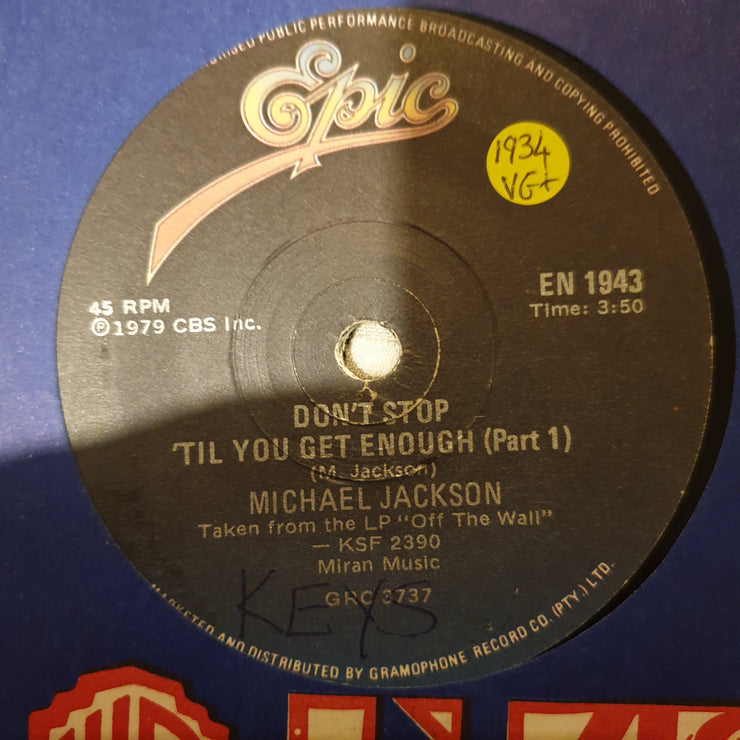 PUBLIC PERFORMANCE BROADCASTING AND COPYING PROHIBITED
Epic
1934
VG+
EN 1943
Time: 3:50
45 RPM
Ⓟ1979 CBS Inc.
DON'T STOP
'TIL YOU GET ENOUGH (Part 1)
(M. Jackson)
MICHAEL JACKSON
Taken from the LP "Off The Wall"
— KSF 2390
Miran Music
GRC 3737
KEYS
MARKETED AND DISTRIBUTED BY GRAMOPHONE RECORD CO. (PTY.) LTD.